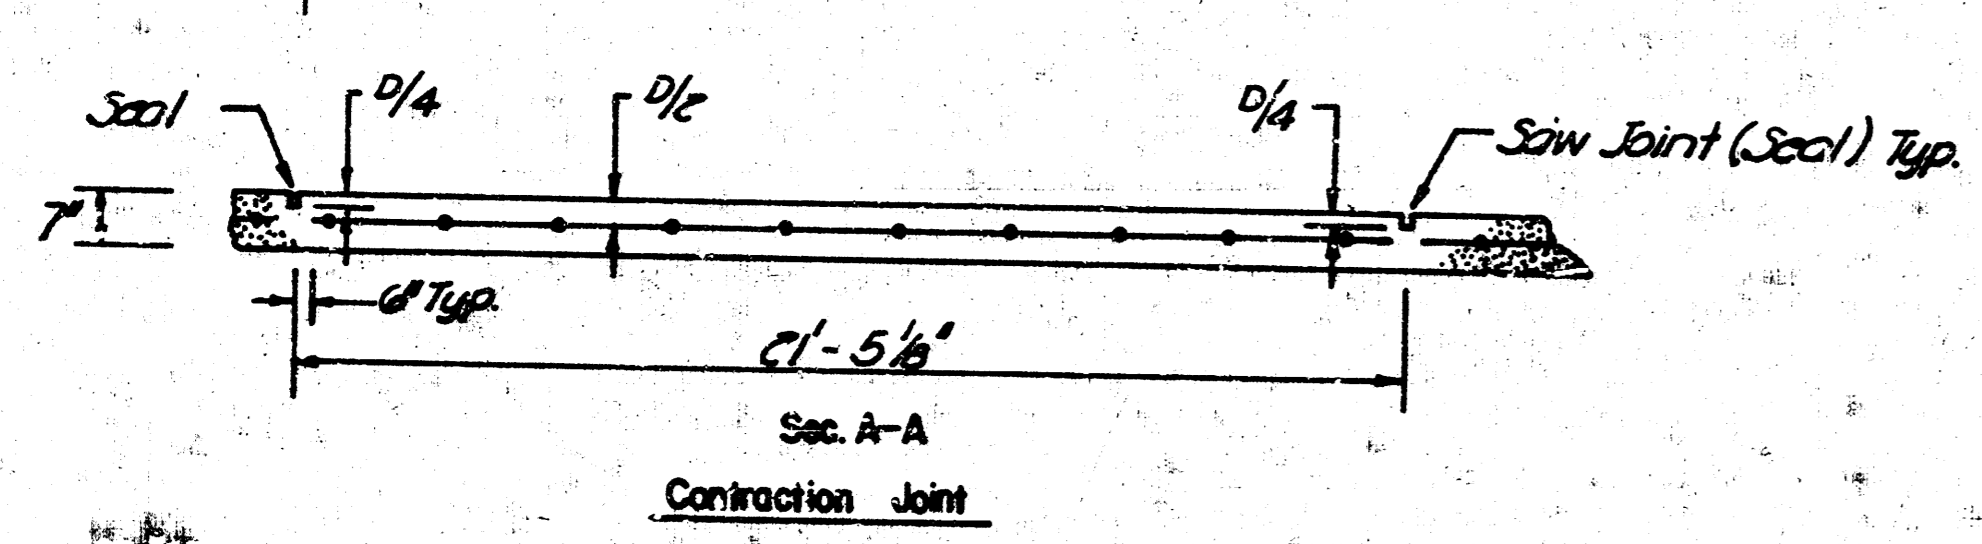 Seal
D/4
D/2
D/4
Saw Joint (Seal) Typ.
7"
6" Typ.
21' - 5 1/8"
Sec. A-A
Contraction Joint